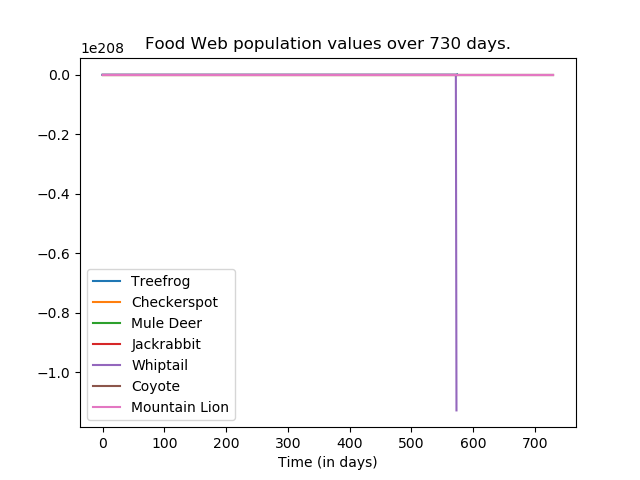 Food Web population values over 730 days.
1e208
0.0
−0.2
−0.4
−0.6
−0.8
−1.0
Treefrog
Checkerspot
Mule Deer
Jackrabbit
Whiptail
Coyote
Mountain Lion
0 100 200 300 400 500 600 700
Time (in days)